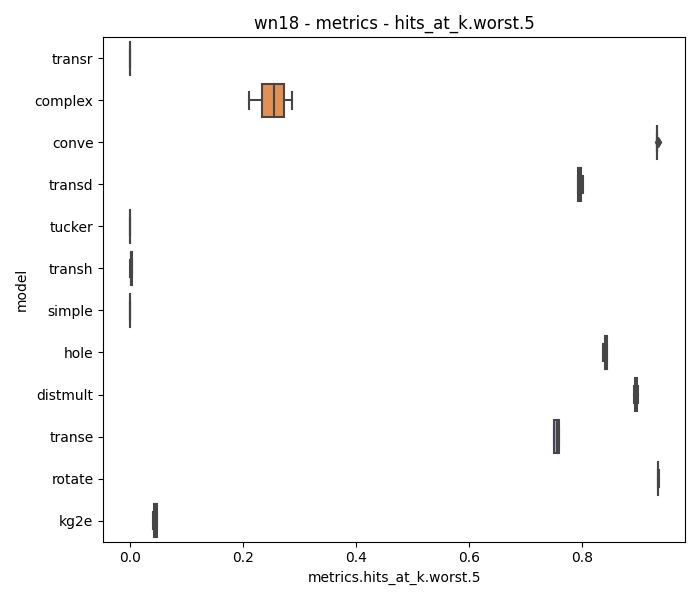 wn18 - metrics - hits_at_k.worst.5
transr
complex
conve
transd
tucker
transh
simple
hole
distmult
transe
rotate
kg2e
model
0.0 0.2 0.4 0.6 0.8
metrics.hits_at_k.worst.5